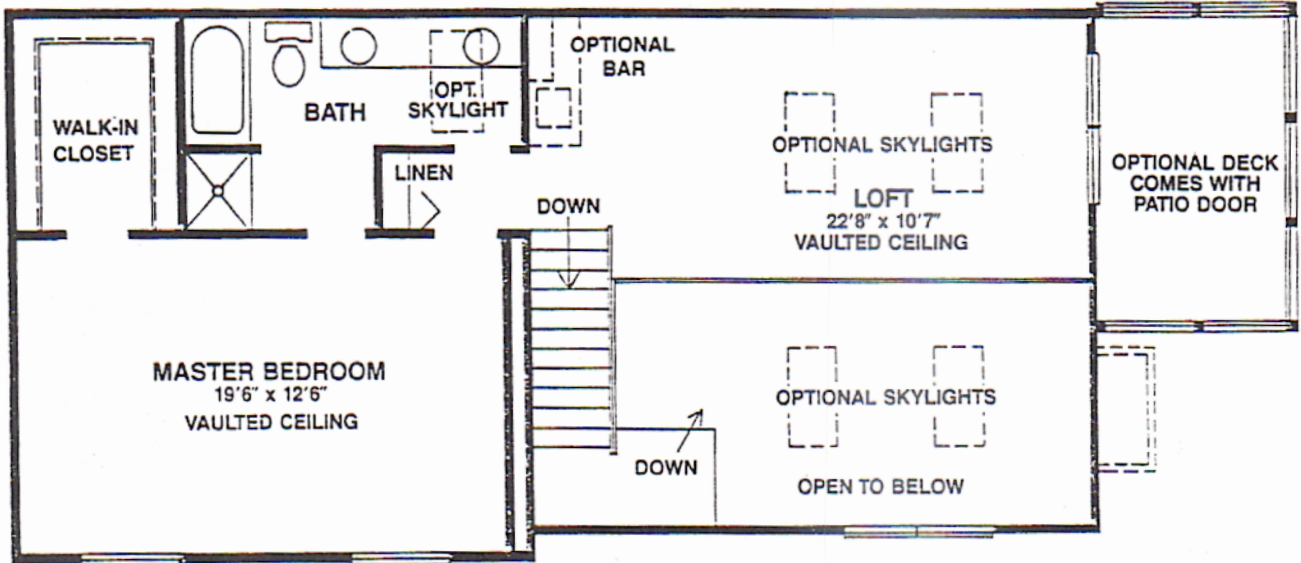 WALK-IN
CLOSET
BATH
OPT.
SKYLIGHT
LINEN
OPTIONAL
BAR
DOWN
OPTIONAL SKYLIGHTS
LOFT
22'8" x 10'7"
VAULTED CEILING
OPTIONAL DECK
COMES WITH
PATIO DOOR
MASTER BEDROOM
19'6" x 12'6"
VAULTED CEILING
OPTIONAL SKYLIGHTS
DOWN
OPEN TO BELOW